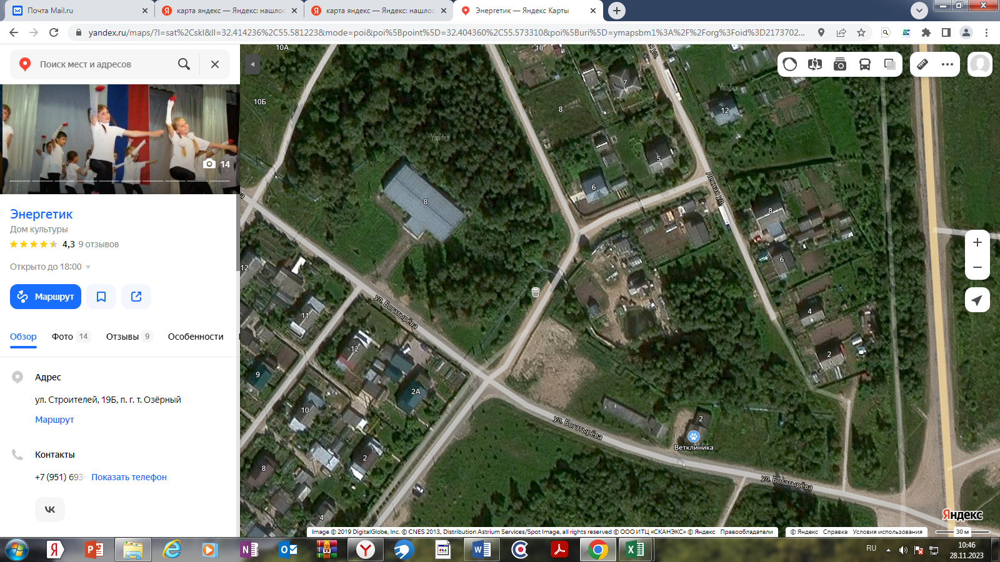 Почта Mail.ru
карта яндекс — Яндекс: нашлос
карта яндекс — Яндекс: нашлос
Энергетик — Яндекс Карты
yandex.ru/maps/?l=sat%2Cskl&ll=32.414236%2C55.581223&mode=poi&poi%5Bpoint%5D=32.404360%2C55.573310&poi%5Buri%5D=ymapsbm1%3A%2F%2Forg%3Foid%3D2173702...
Поиск мест и адресов
14
Энергетик
Дом культуры
4,3 9 отзывов
Открыто до 18:00
Маршрут
Обзор Фото 14 Отзывы 9 Особенности
Адрес
ул. Строителей, 19Б, п. г. т. Озёрный
Маршрут
Контакты
+7 (951) 693 Показать телефон
10А
10
10Б
7
8
12
Yandex
Yandex
5
6
Лесная ул.
8
8
6
12
4
11
ул. Богатырёва
12
2
9
2А
10
2
ул. Богатырёва
Ветклиника
Yandex
2
8
ул. Богатырёва
4
Яндекс
Image © 2019 DigitalGlobe, Inc. © CNES 2013, Distribution Astrium Services/Spot Image, all rights reserved © ООО ИТЦ «СКАНЭКС» © Яндекс Правообладатели
© Яндекс Справка Условия использования
30 м
RU
10:46
28.11.2023